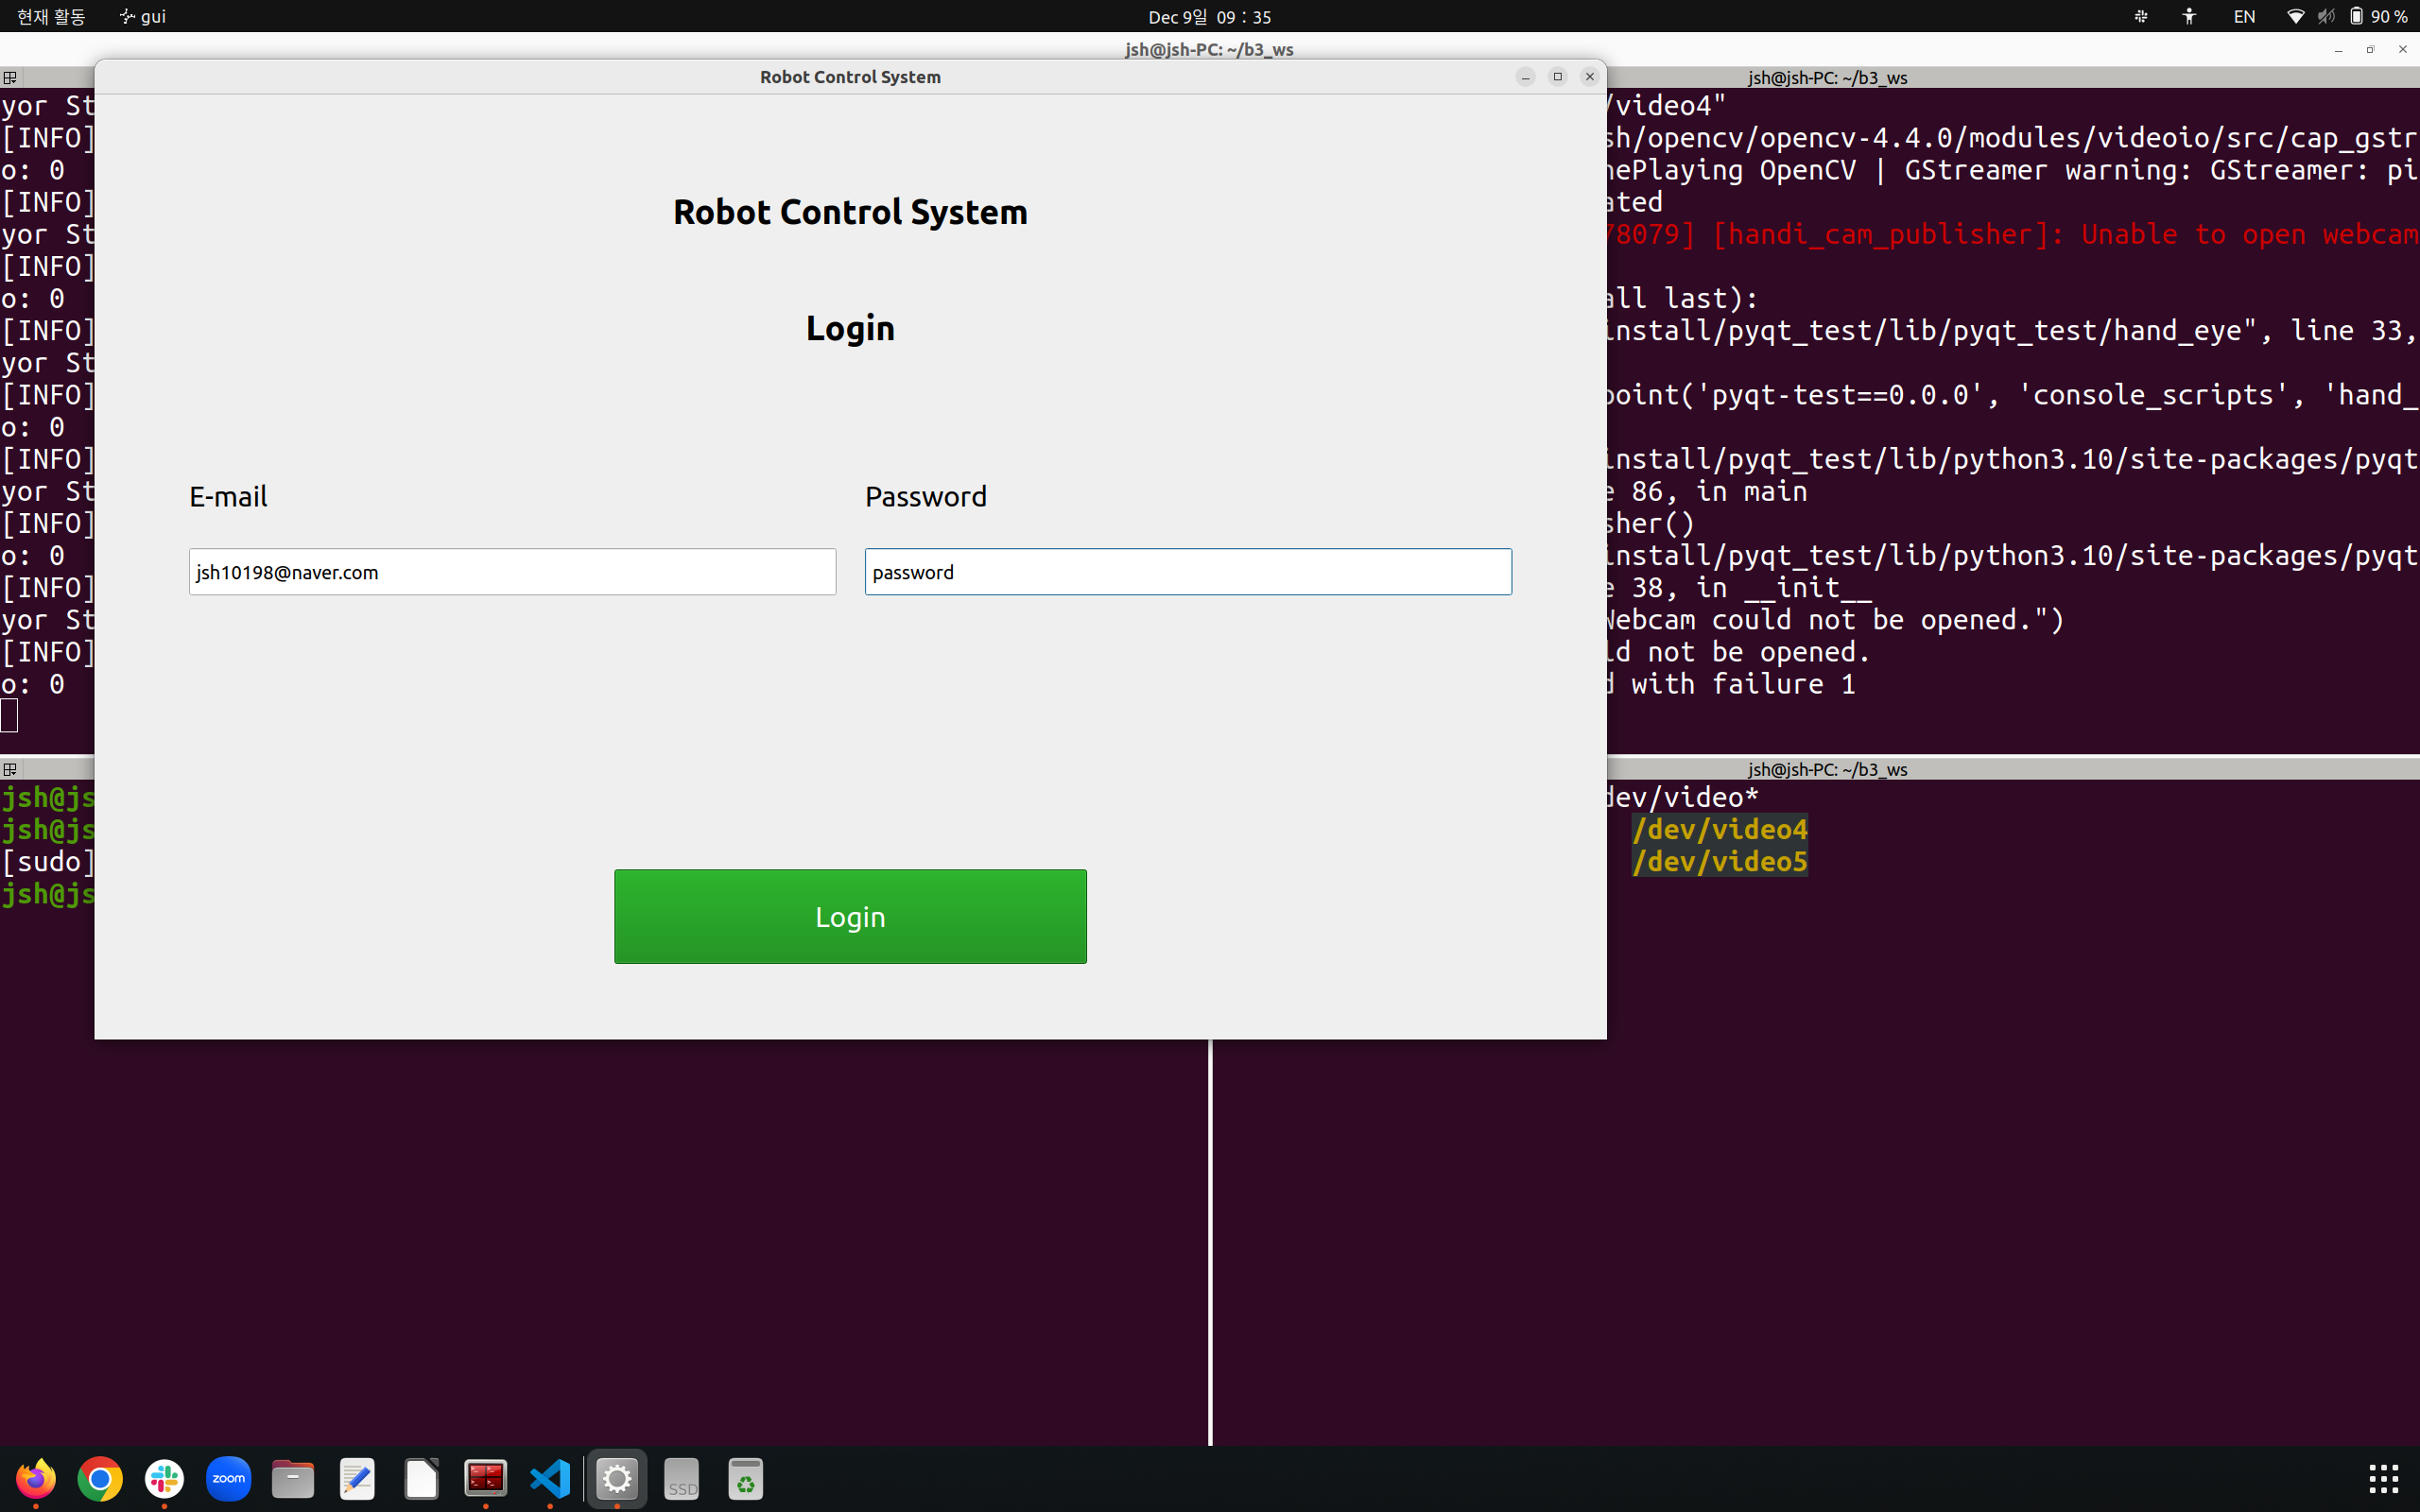 현재 활동 gui Dec 9일 09 : 35 EN 90 %
jsh@jsh-PC: ~/b3_ws
Robot Control System
jsh@jsh-PC: ~/b3_ws
Robot Control System
Login
E-mail Password
jsh10198@naver.com password
Login
yor St
[INFO]
o: 0
[INFO]
yor St
[INFO]
o: 0
[INFO]
yor St
[INFO]
o: 0
[INFO]
yor St
[INFO]
o: 0
[INFO]
yor St
[INFO]
o: 0
/video4"
sh/opencv/opencv-4.4.0/modules/videoio/src/cap_gstr
nePlaying OpenCV | GStreamer warning: GStreamer: pi
ated
78079] [handi_cam_publisher]: Unable to open webcam
all last):
install/pyqt_test/lib/pyqt_test/hand_eye", line 33,
point('pyqt-test==0.0.0', 'console_scripts', 'hand_
install/pyqt_test/lib/python3.10/site-packages/pyqt
e 86, in main
sher()
install/pyqt_test/lib/python3.10/site-packages/pyqt
e 38, in __init__
Webcam could not be opened.")
ld not be opened.
d with failure 1
jsh@js
jsh@js
[sudo]
jsh@js
jsh@jsh-PC: ~/b3_ws
dev/video*
/dev/video4
/dev/video5
zoom
SSD